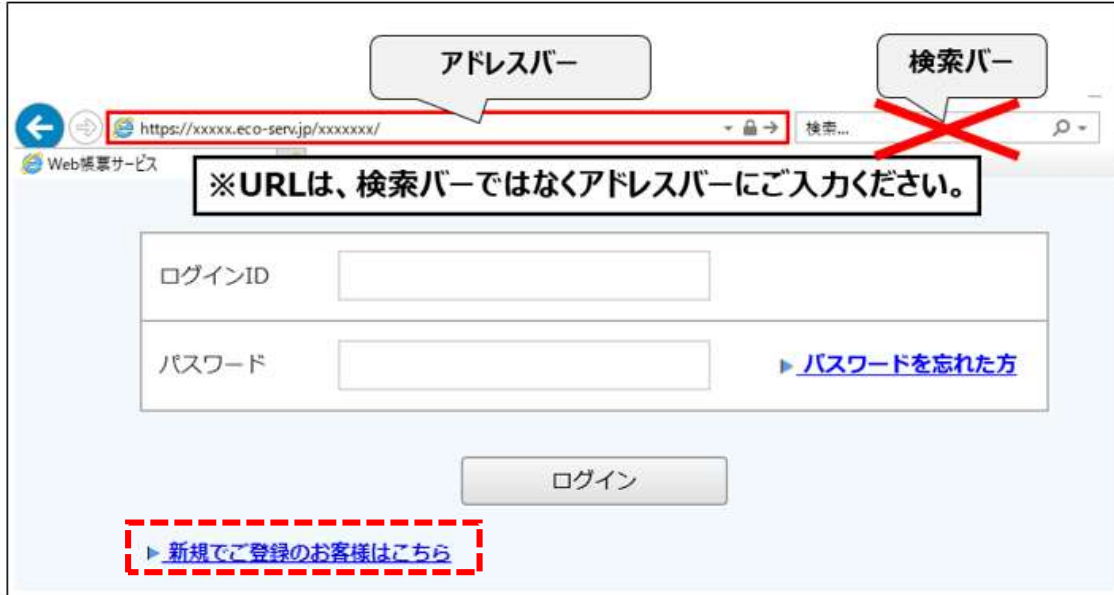 アドレスバー
検索バー
https://xxxxx.eco-serv.jp/xxxxxxx/
検索...
Web帳票サービス
※URLは、検索バーではなくアドレスバーにご入力ください。
ログインID
パスワード
パスワードを忘れた方
ログイン
新規でご登録のお客様はこちら